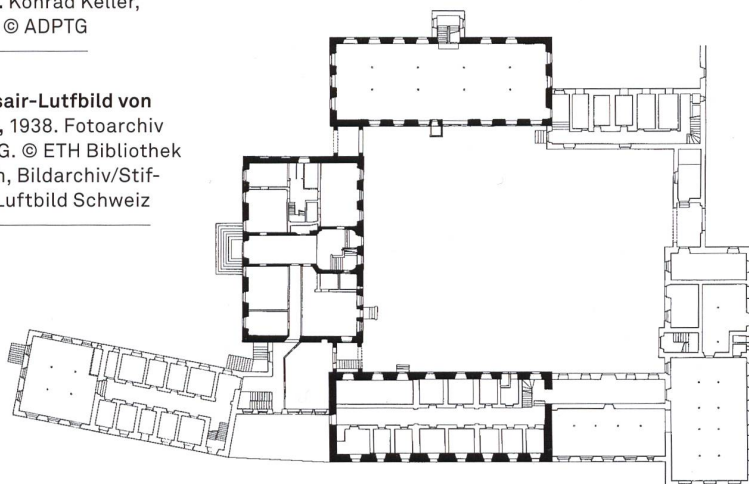 Konrad Keller,
© ADPTG
sair-Lutfbild von
, 1938. Fotoarchiv
G. © ETH Bibliothek
n, Bildarchiv/Stif-
Luftbild Schweiz